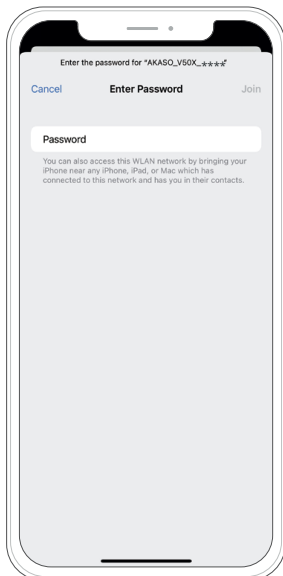 Enter the password for “AKASO_V50X_****”
Cancel Enter Password Join
Password
You can also access this WLAN network by bringing your
iPhone near any iPhone, iPad, or Mac which has
connected to this network and has you in their contacts.